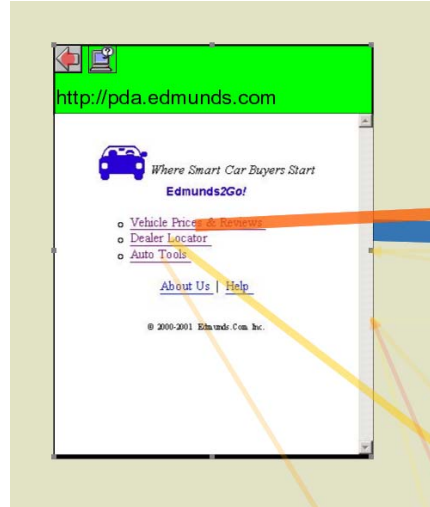 http://pda.edmunds.com
Where Smart Car Buyers Start
Edmunds2Go!
Vehicle Prices & Reviews
Dealer Locator
Auto Tools
About Us | Help
© 2000-2001 Edmunds.Com Inc.